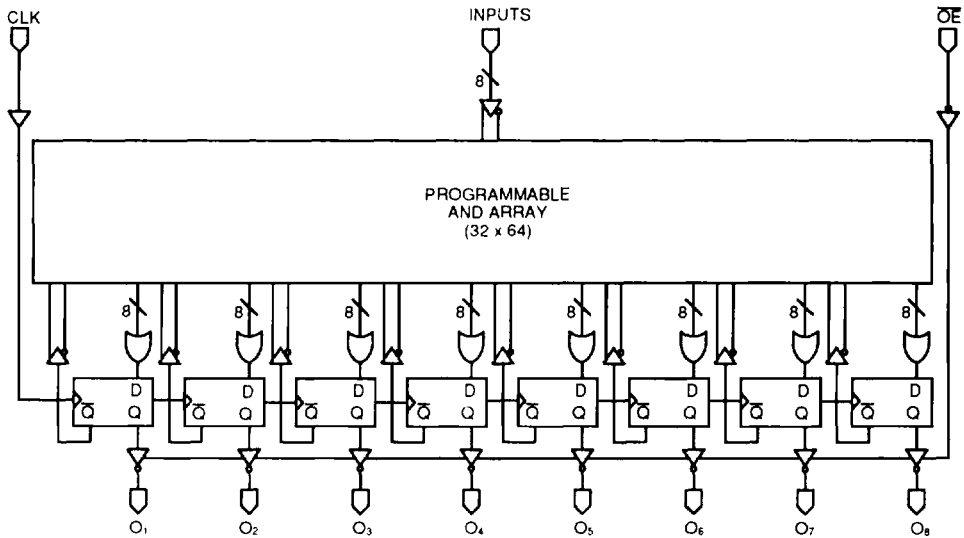 CLK INPUTS O̅E̅
8
PROGRAMMABLE
AND ARRAY
(32 x 64)
8 8 8 8 8 8 8 8
D D D D D D D D
Q̅ Q Q̅ Q Q̅ Q Q̅ Q Q̅ Q Q̅ Q Q̅ Q Q̅ Q
O₁ O₂ O₃ O₄ O₅ O₆ O₇ O₈